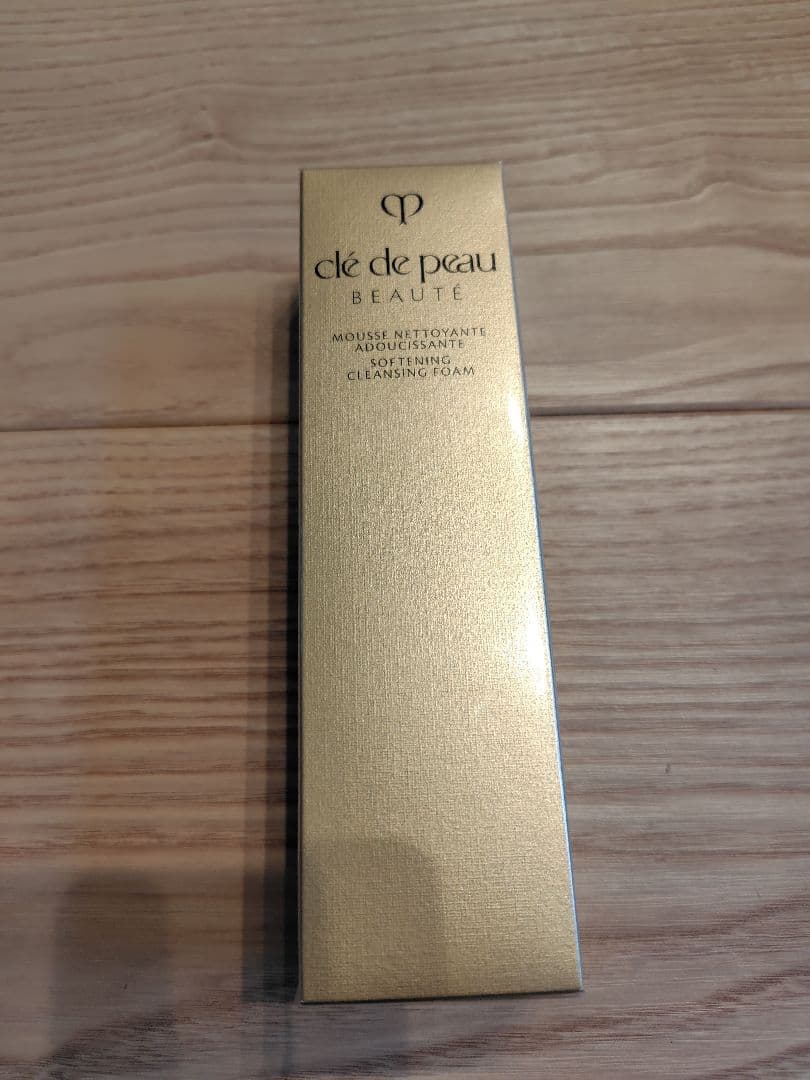 clé de peau
BEAUTÉ
MOUSSE NETTOYANTE
ADOUCISSANTE
SOFTENING
CLEANSING FOAM